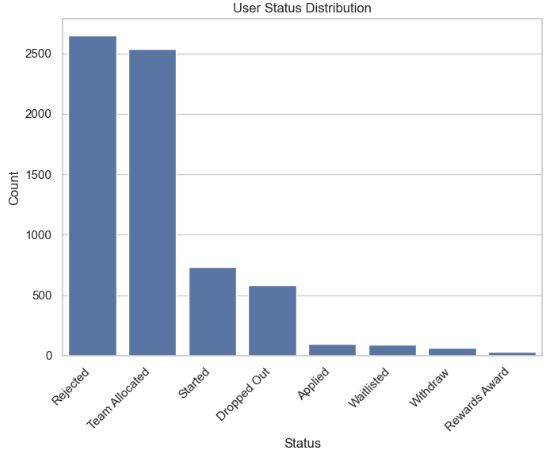 User Status Distribution
2500
2000
1500
1000
500
0
Count
Rejected
Team Allocated
Started
Dropped Out
Applied
Waitlisted
Withdraw
Rewards Award
Status